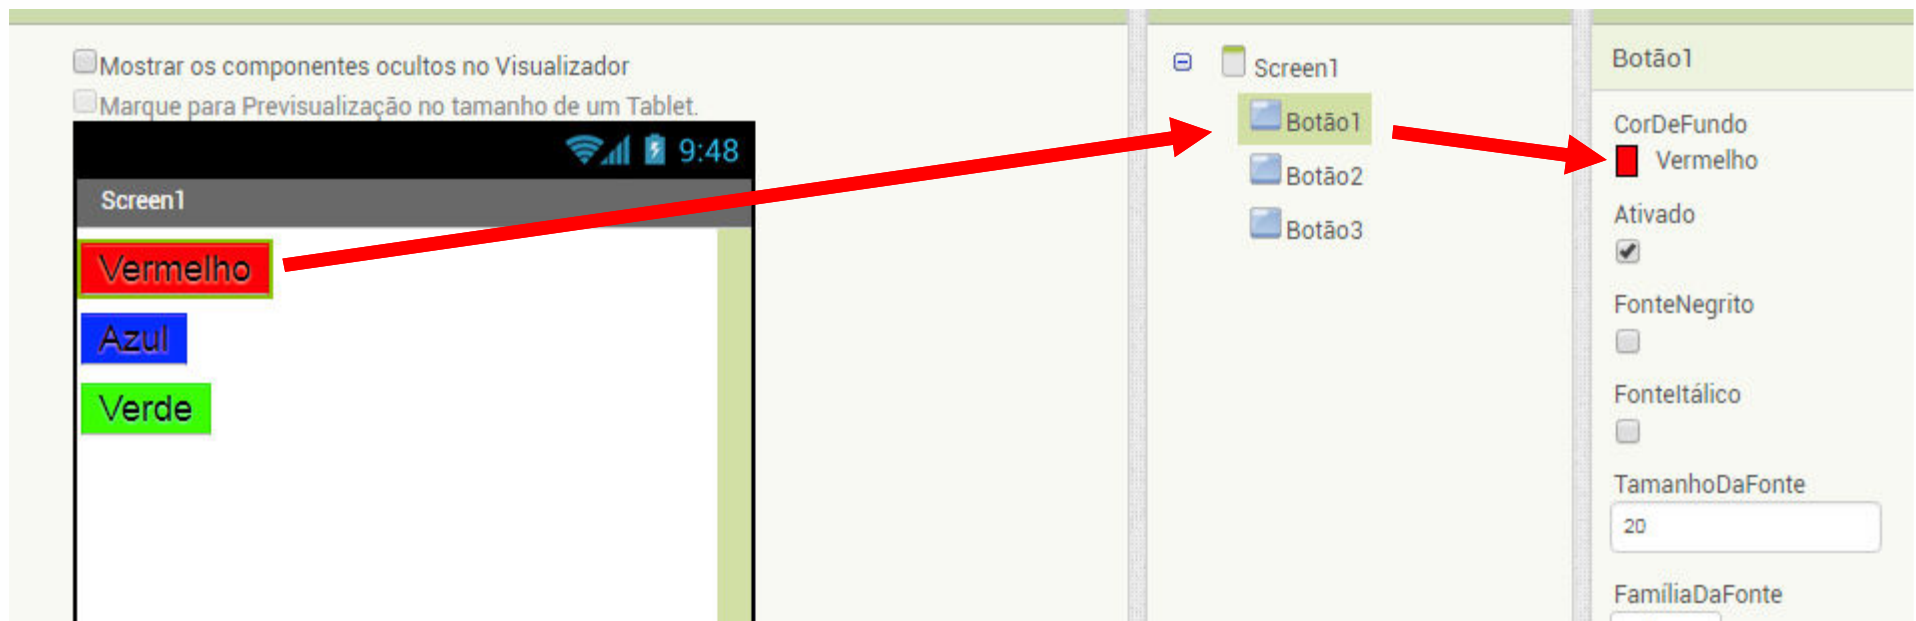 Mostrar os componentes ocultos no Visualizador
Marque para Previsualização no tamanho de um Tablet.
9:48
Screen1
Vermelho
Azul
Verde
Screen1
Botão1
Botão2
Botão3
Botão1
CorDeFundo
Vermelho
Ativado
FonteNegrito
FonteItálico
TamanhoDaFonte
20
FamíliaDaFonte